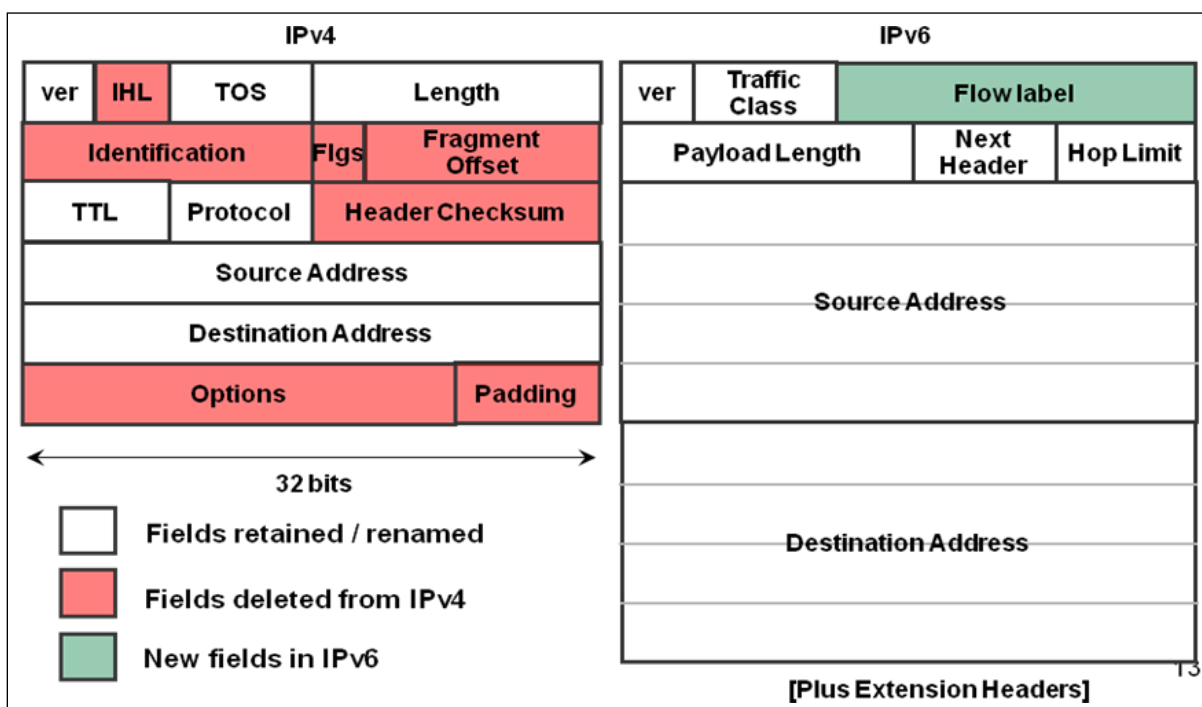 IPv4
ver IHL TOS Length
Identification Flgs Fragment
Offset
TTL Protocol Header Checksum
Source Address
Destination Address
Options Padding
32 bits
Fields retained / renamed
Fields deleted from IPv4
New fields in IPv6
IPv6
ver Traffic
Class Flow label
Payload Length Next
Header Hop Limit
Source Address
Destination Address
13
[Plus Extension Headers]